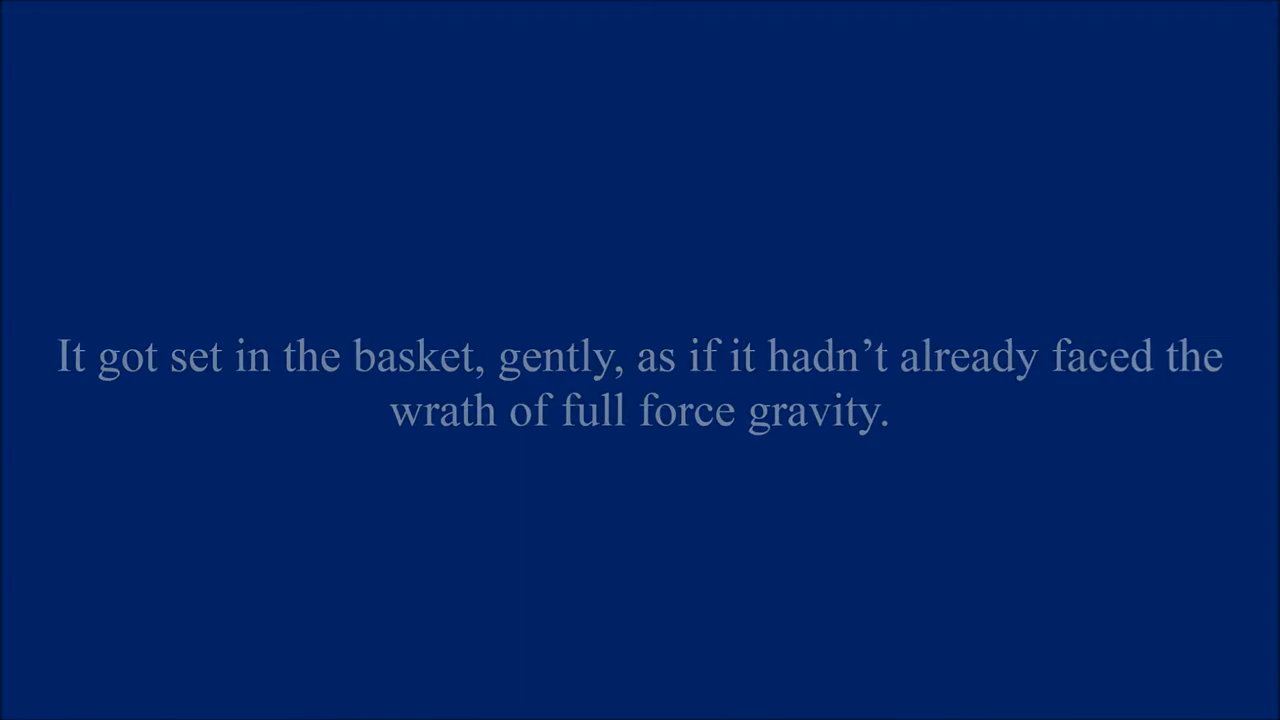 It got set in the basket, gently, as if it hadn’t already faced the
wrath of full force gravity.